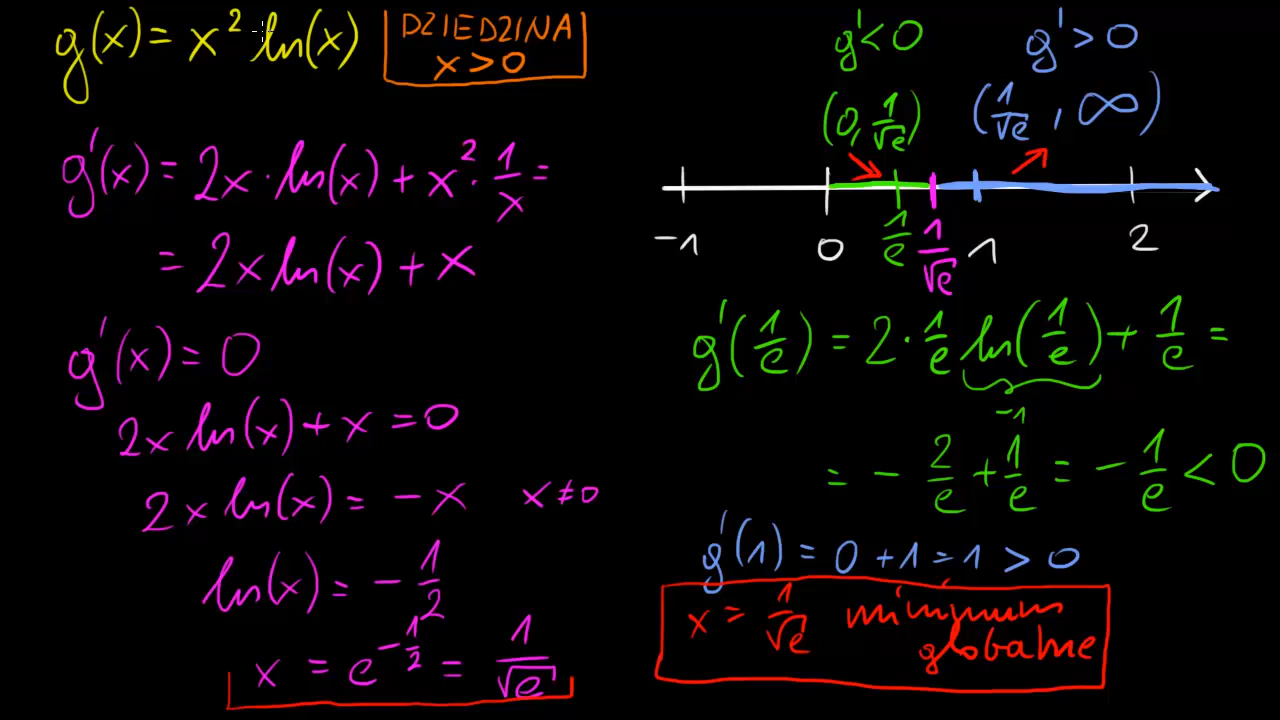 g(x) = x² ln(x)
DZIEDZINA
x > 0
g'(x) = 2x · ln(x) + x² · 1/x =
= 2x ln(x) + x
g'(x) = 0
2x ln(x) + x = 0
2x ln(x) = - x    x ≠ 0
ln(x) = - 1/2
x = e^(-1/2) = 1/√e
g' < 0    g' > 0
(0, 1/√e)    (1/√e, ∞)
-1    0    1/e    1/√e    1    2
g'(1/e) = 2 · 1/e ln(1/e) + 1/e =
-1
= - 2/e + 1/e = - 1/e < 0
g'(1) = 0 + 1 = 1 > 0
x = 1/√e minimum
globalne